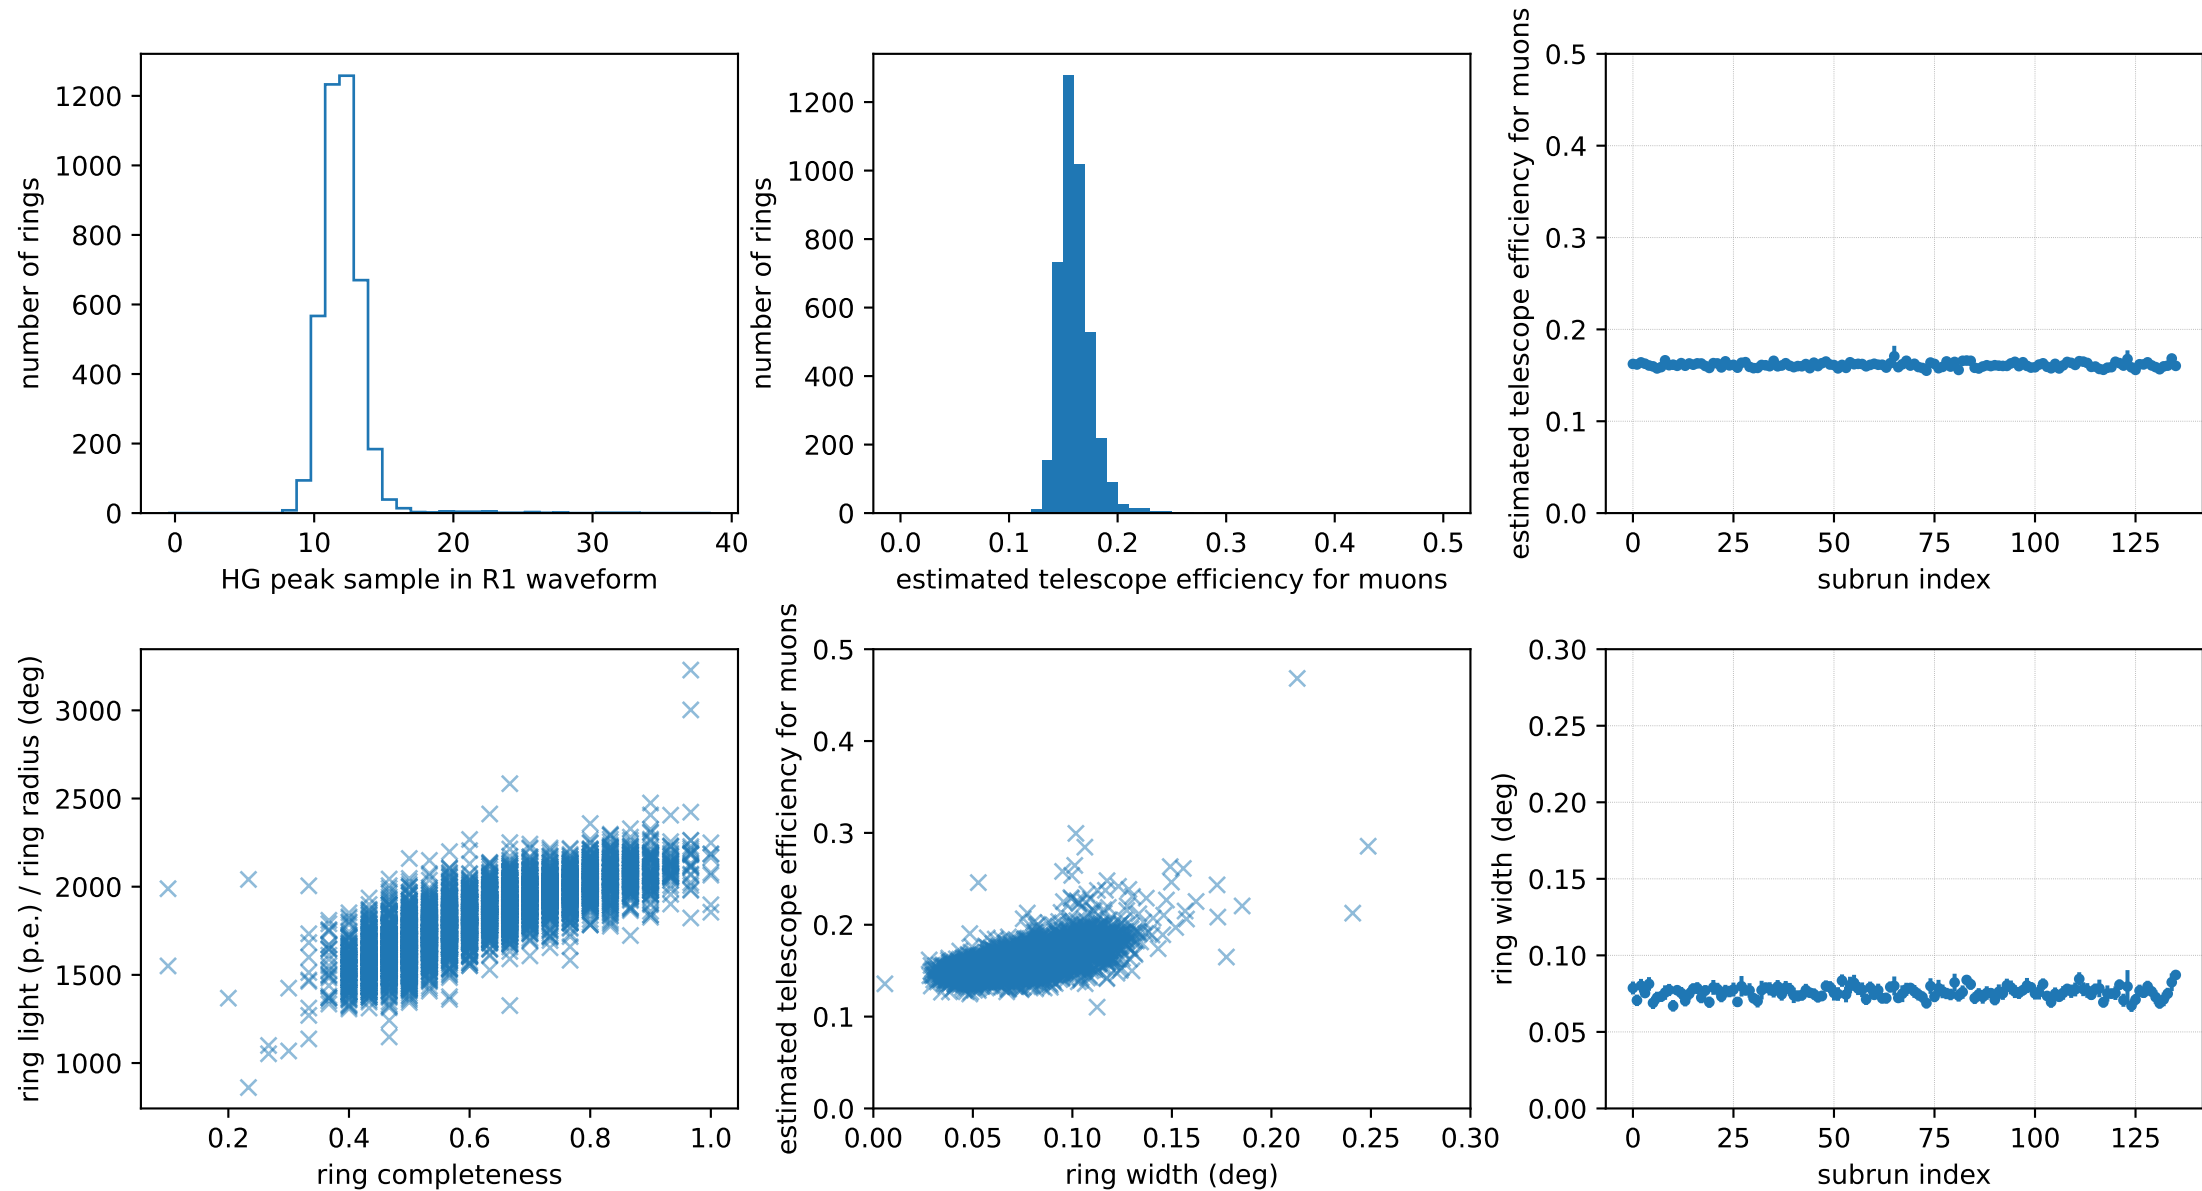 number of rings
1200
1000
800
600
400
200
0
0 10 20 30 40
HG peak sample in R1 waveform
number of rings
1200
1000
800
600
400
200
0
0.0 0.1 0.2 0.3 0.4 0.5
estimated telescope efficiency for muons
estimated telescope efficiency for muons
0.5
0.4
0.3
0.2
0.1
0.0
0 25 50 75 100 125
subrun index
ring light (p.e.) / ring radius (deg)
3000
2500
2000
1500
1000
0.2 0.4 0.6 0.8 1.0
ring completeness
estimated telescope efficiency for muons
0.5
0.4
0.3
0.2
0.1
0.0
0.00 0.05 0.10 0.15 0.20 0.25 0.30
ring width (deg)
ring width (deg)
0.30
0.25
0.20
0.15
0.10
0.05
0.00
0 25 50 75 100 125
subrun index